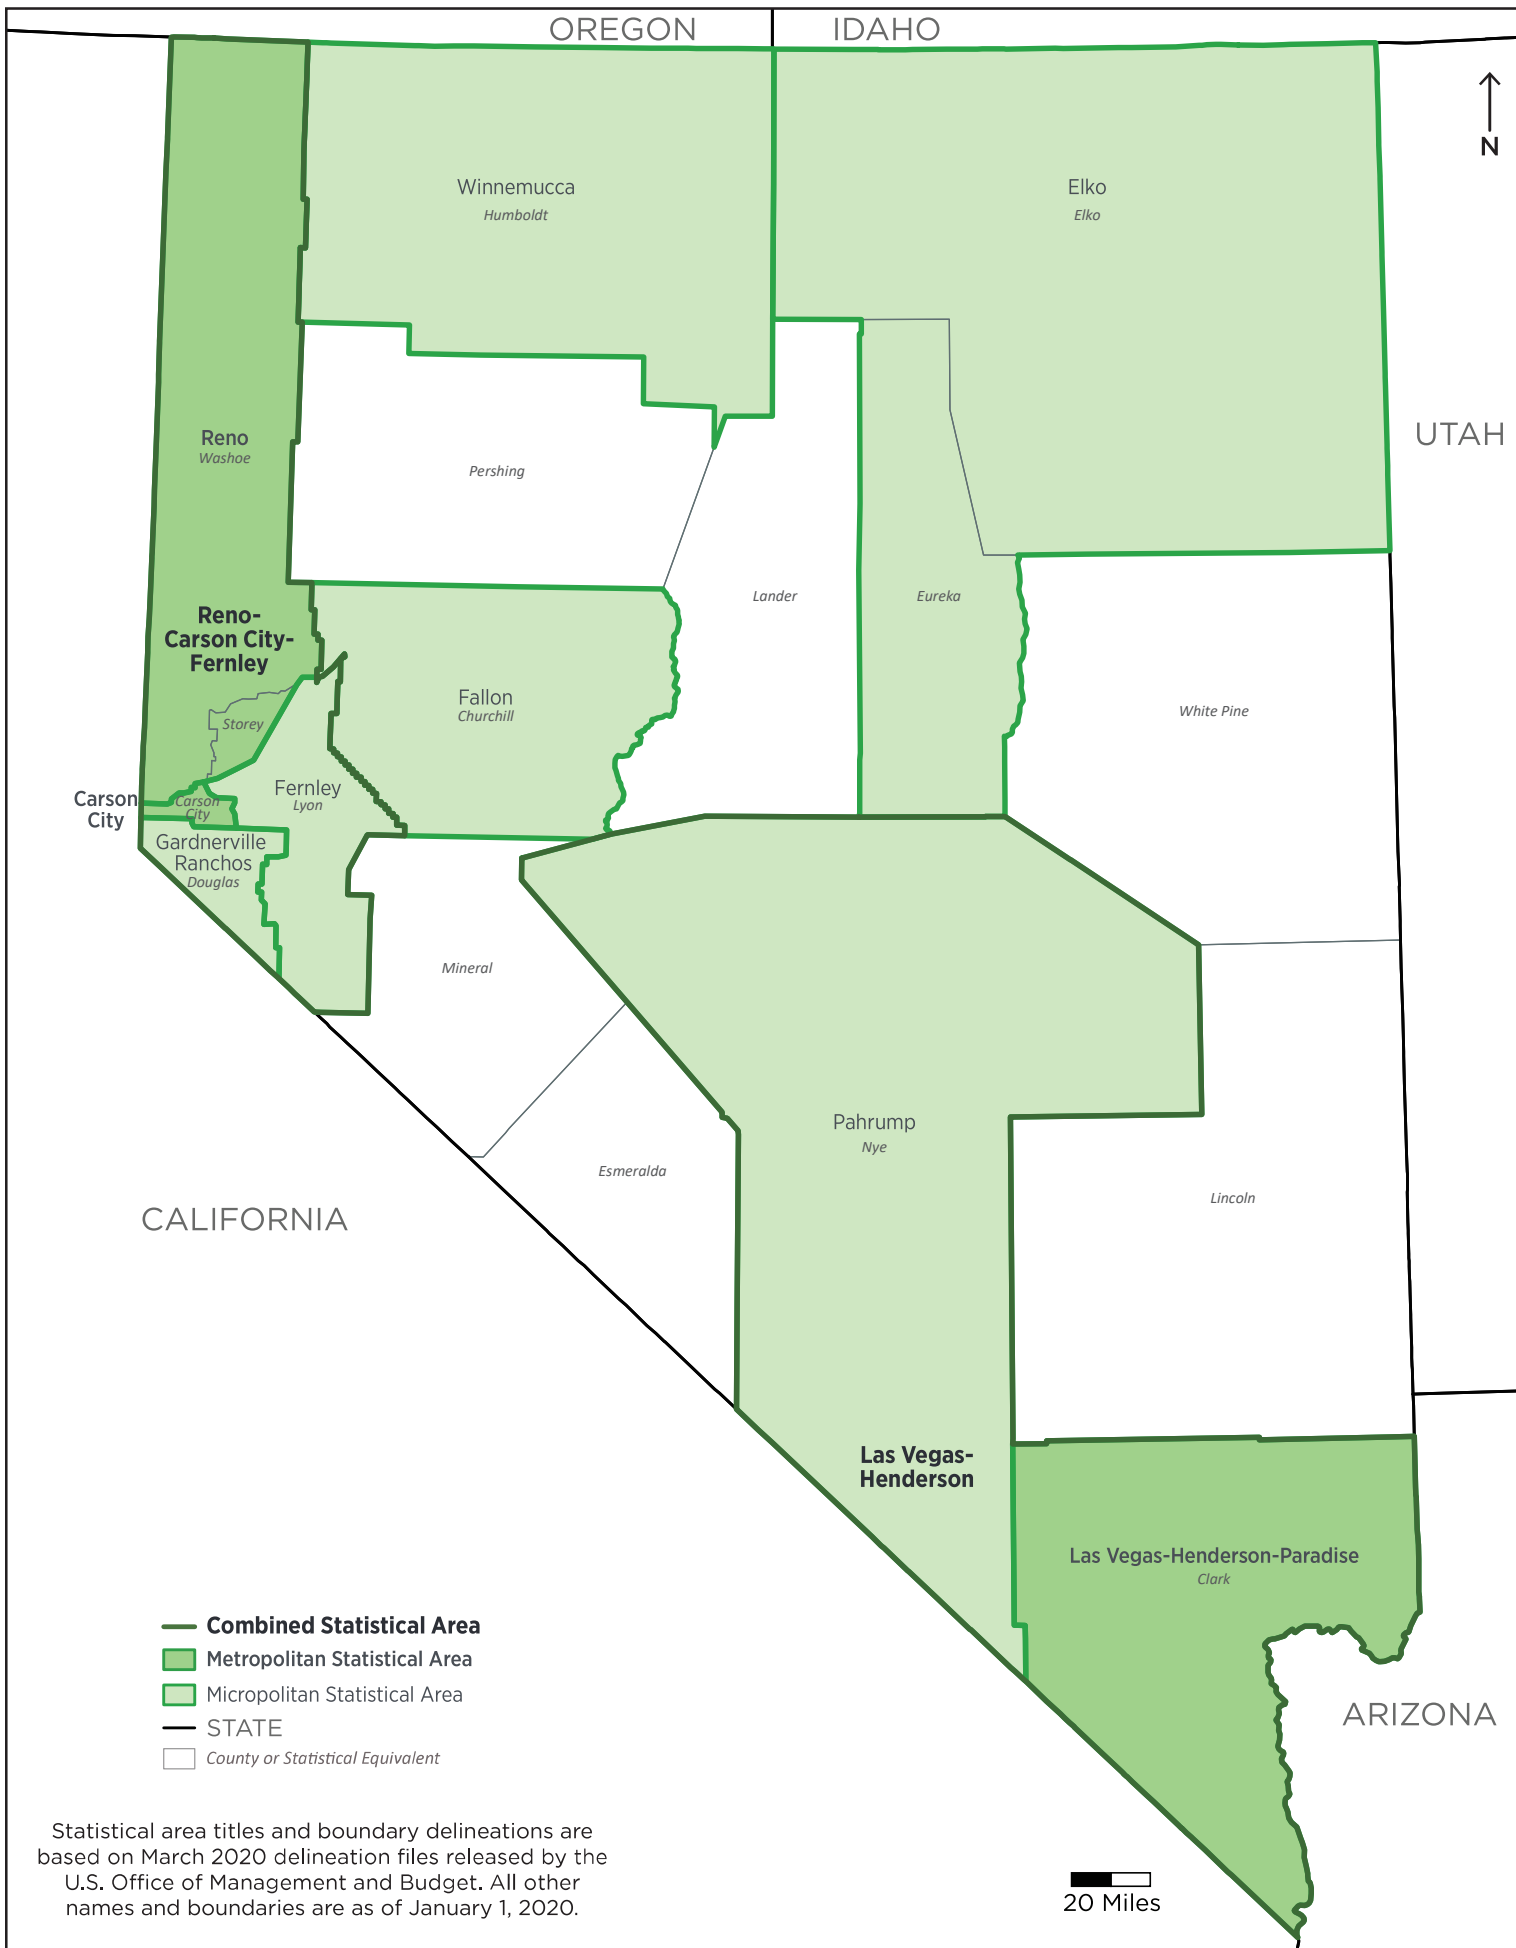 OREGON
IDAHO
N
Winnemucca
Humboldt
Elko
Elko
UTAH
Reno
Washoe
Pershing
Lander
Eureka
Reno-
Carson City-
Fernley
Fallon
Churchill
White Pine
Storey
Fernley
Lyon
Carson
City
Carson
City
Gardnerville
Ranchos
Douglas
Mineral
Pahrump
Nye
Esmeralda
Lincoln
CALIFORNIA
Las Vegas-
Henderson
Las Vegas-Henderson-Paradise
Clark
ARIZONA
Combined Statistical Area
Metropolitan Statistical Area
Micropolitan Statistical Area
STATE
County or Statistical Equivalent
Statistical area titles and boundary delineations are
based on March 2020 delineation files released by the
U.S. Office of Management and Budget. All other
names and boundaries are as of January 1, 2020.
20 Miles